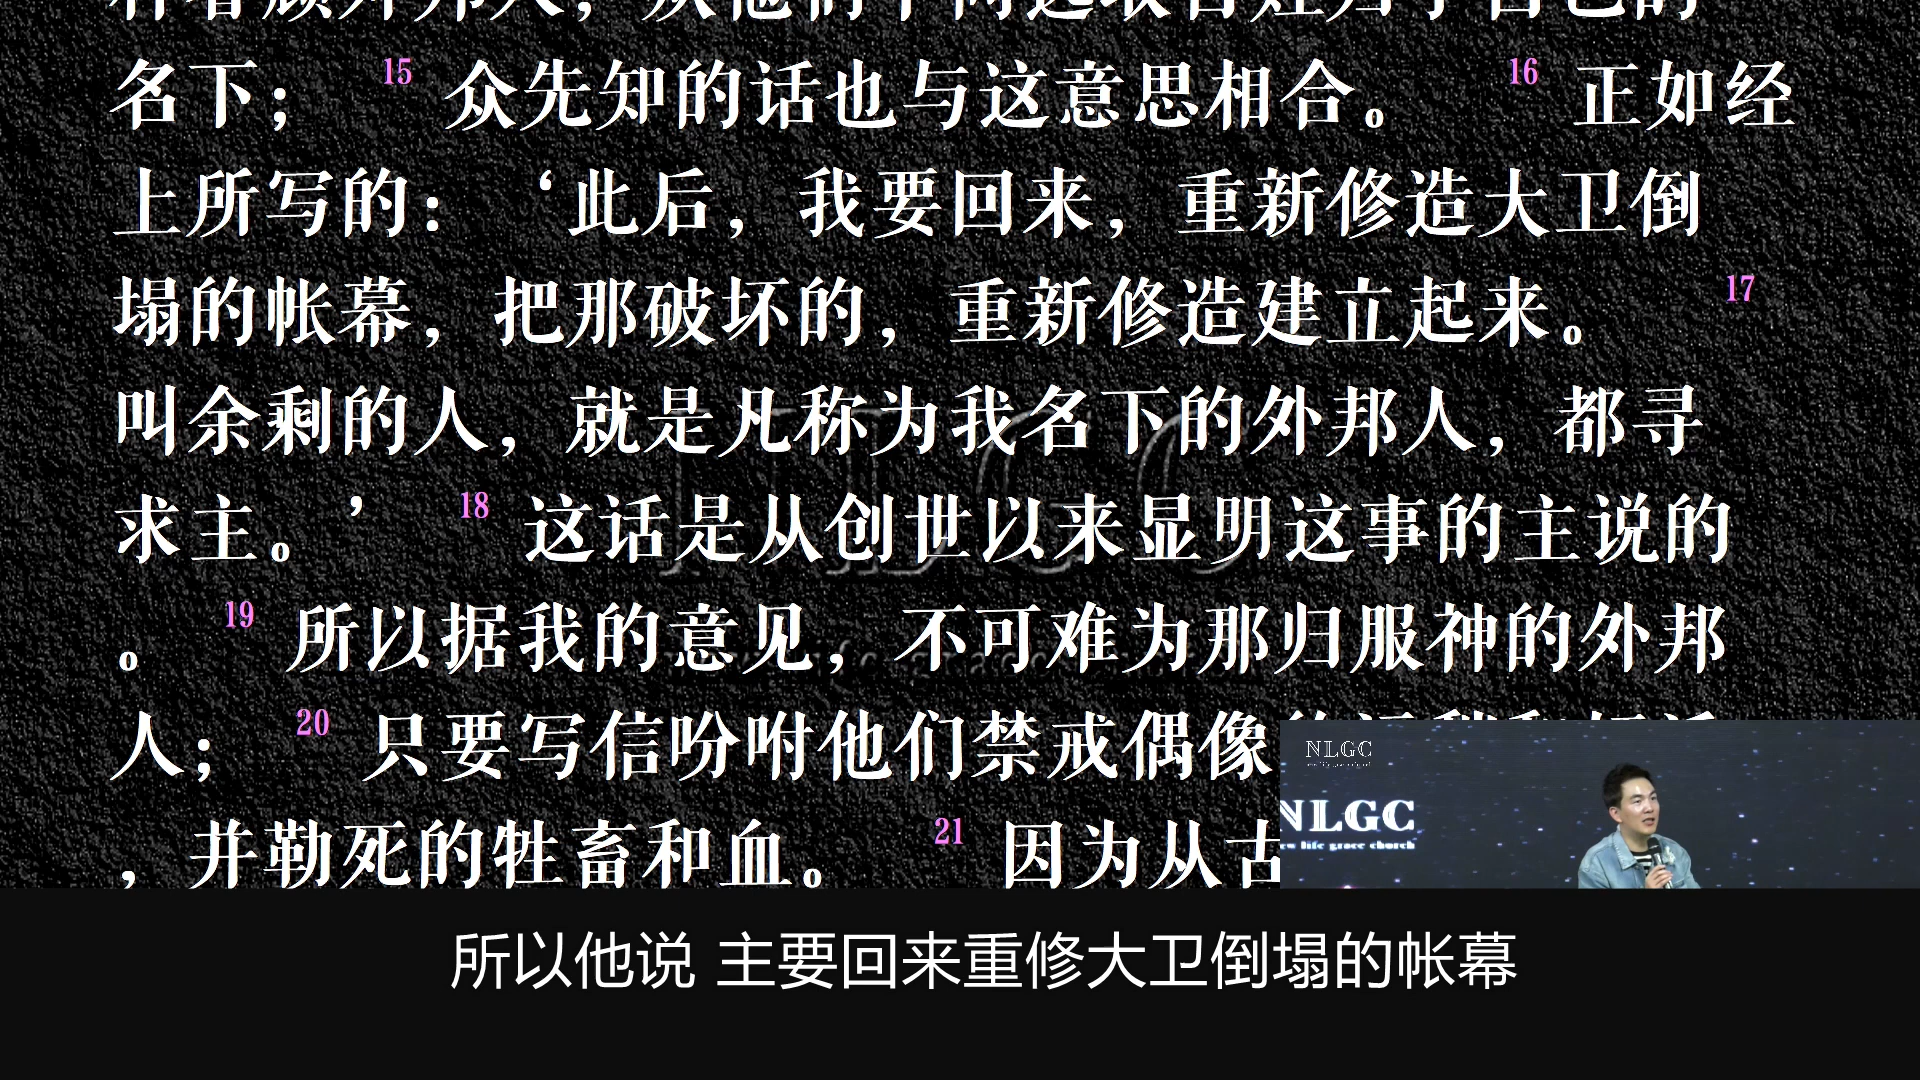 名下； 15 众先知的话也与这意思相合。 16 正如经
上所写的：‘此后，我要回来，重新修造大卫倒
塌的帐幕，把那破坏的，重新修造建立起来。 17
叫余剩的人，就是凡称为我名下的外邦人，都寻
求主。’ 18 这话是从创世以来显明这事的主说的
。 19 所以据我的意见，不可难为那归服神的外邦
人； 20 只要写信吩咐他们禁戒偶像
，并勒死的牲畜和血。 21 因为从古
NLGC
NLGC
life grace church
所以他说 主要回来重修大卫倒塌的帐幕